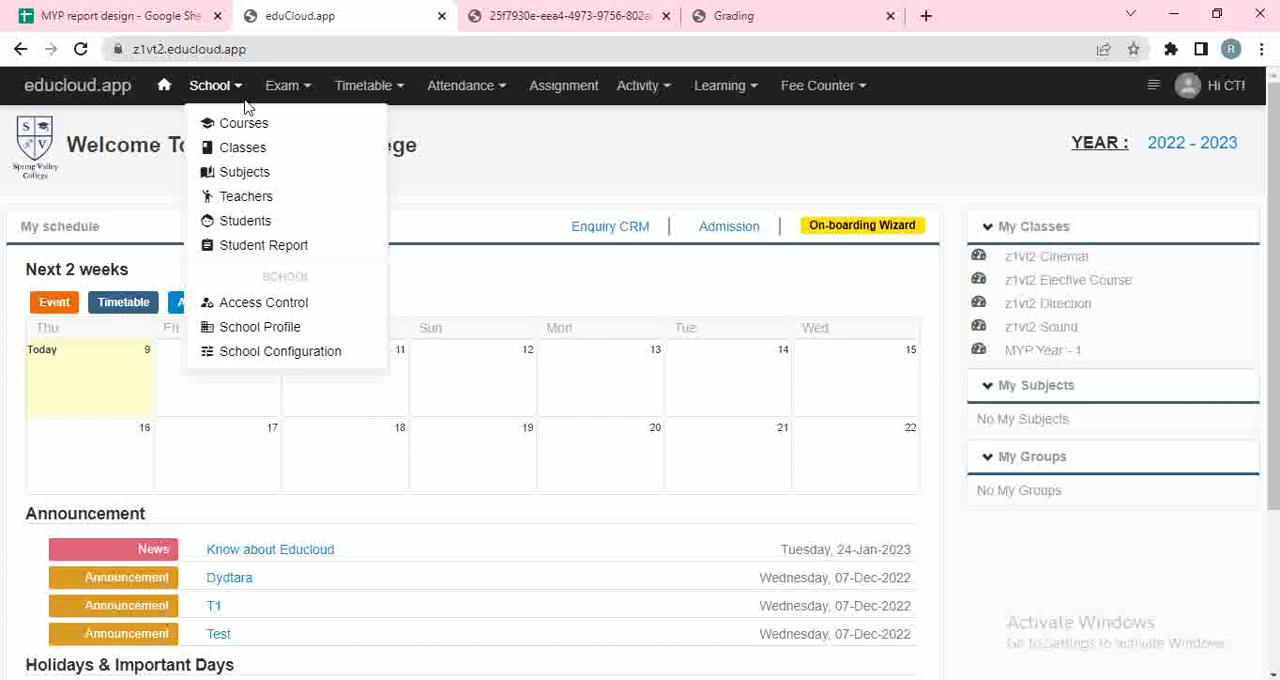 MYP report design - Google She
eduCloud.app
25f7930e-eea4-4973-9756-802a
Grading
z1vt2.educloud.app
R
educloud.app
School
Exam
Timetable
Attendance
Assignment
Activity
Learning
Fee Counter
Hi CT!
Spring Valley
College
Welcome To
ege
YEAR :
2022 - 2023
Courses
Classes
Subjects
Teachers
Students
Student Report
SCHOOL
Access Control
School Profile
School Configuration
My schedule
Enquiry CRM
Admission
On-boarding Wizard
Next 2 weeks
Event
Timetable
A
Thu
Sun
Mon
Tue
Wed
Today
9
11
12
13
14
15
16
17
18
19
20
21
22
Announcement
News
Know about Educloud
Tuesday, 24-Jan-2023
Announcement
Dydtara
Wednesday, 07-Dec-2022
Announcement
T1
Wednesday, 07-Dec-2022
Announcement
Test
Wednesday, 07-Dec-2022
Holidays & Important Days
My Classes
z1vt2 Cinemat
z1vt2 Elective Course
z1vt2 Direction
z1vt2 Sound
MYP Year - 1
My Subjects
No My Subjects
My Groups
No My Groups
Activate Windows
Go to Settings to activate Windows.